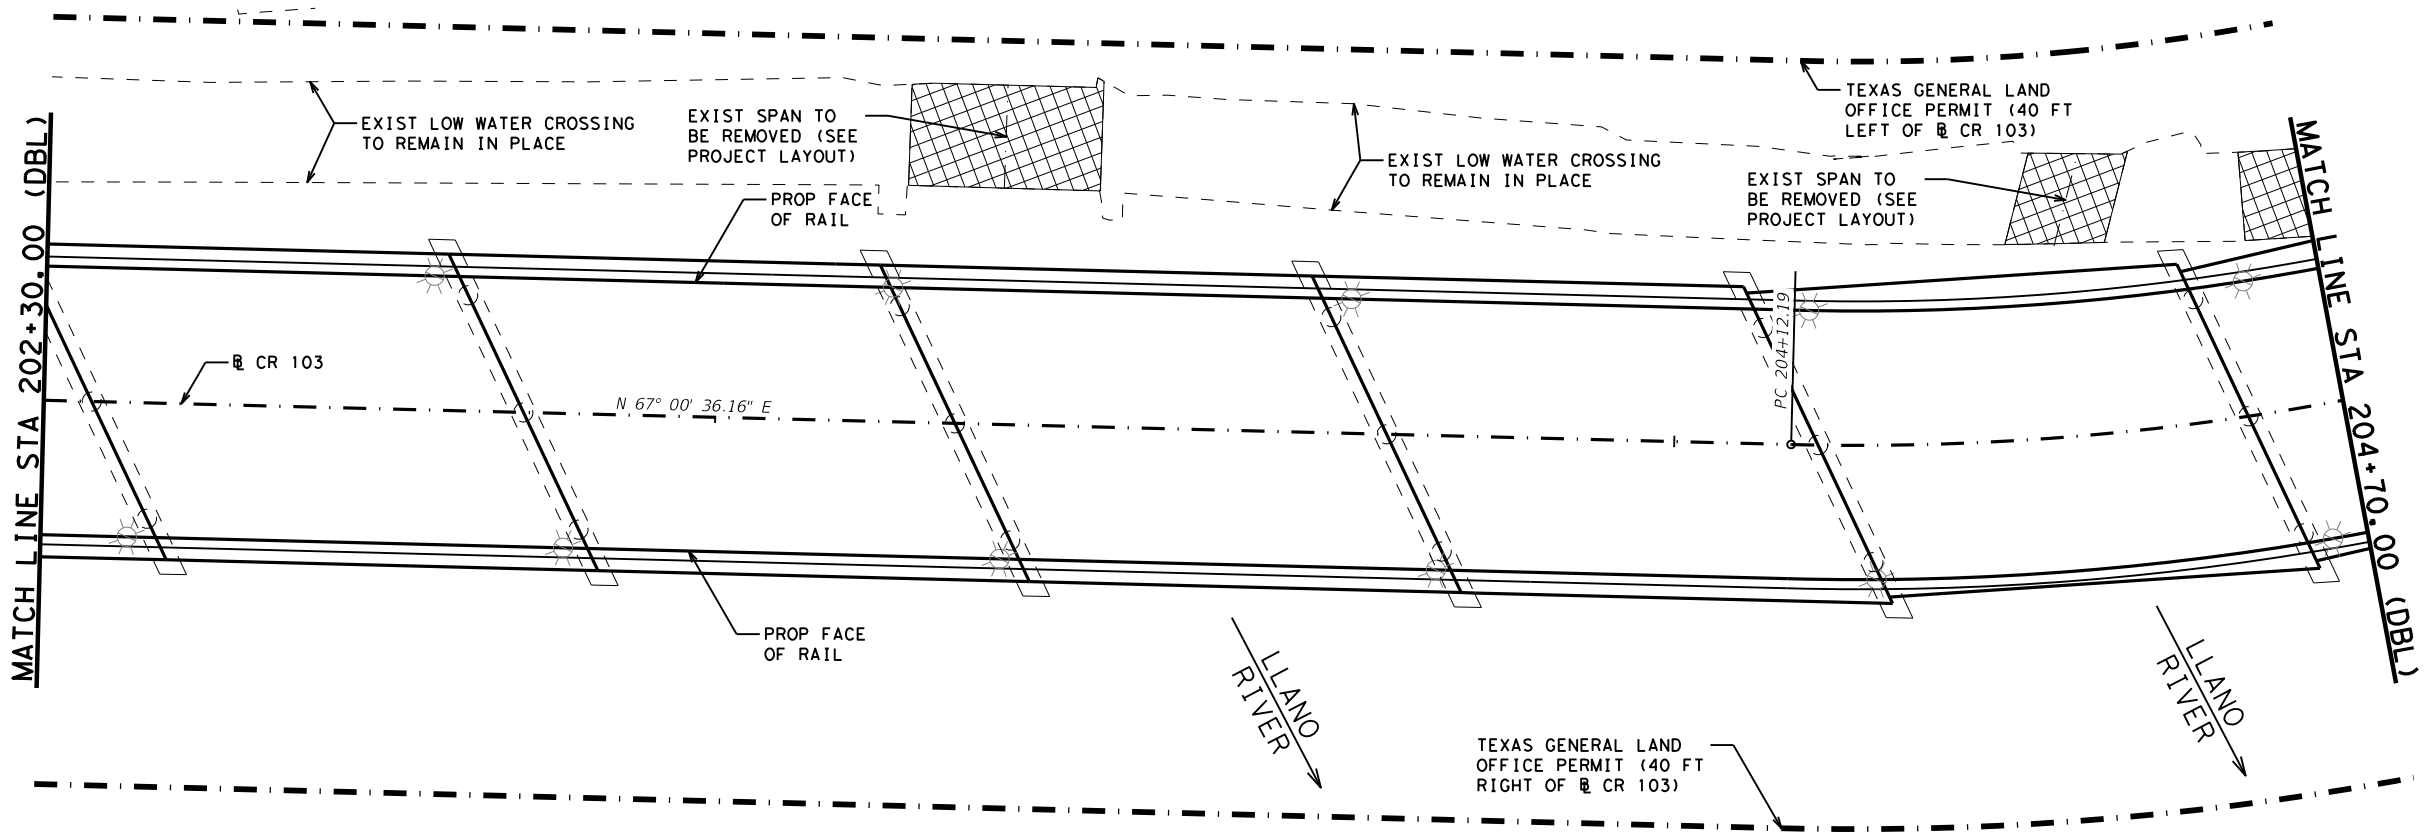 TEXAS GENERAL LAND
OFFICE PERMIT (40 FT
LEFT OF ℄ CR 103)
EXIST LOW WATER CROSSING
TO REMAIN IN PLACE
EXIST SPAN TO
BE REMOVED (SEE
PROJECT LAYOUT)
EXIST LOW WATER CROSSING
TO REMAIN IN PLACE
EXIST SPAN TO
BE REMOVED (SEE
PROJECT LAYOUT)
PROP FACE
OF RAIL
MATCH LINE STA 202+30.00 (DBL)
MATCH LINE STA 204+70.00 (DBL)
PC 204+12.19
℄ CR 103
N 67° 00' 36.16" E
PROP FACE
OF RAIL
LLANO
RIVER
LLANO
RIVER
TEXAS GENERAL LAND
OFFICE PERMIT (40 FT
RIGHT OF ℄ CR 103)